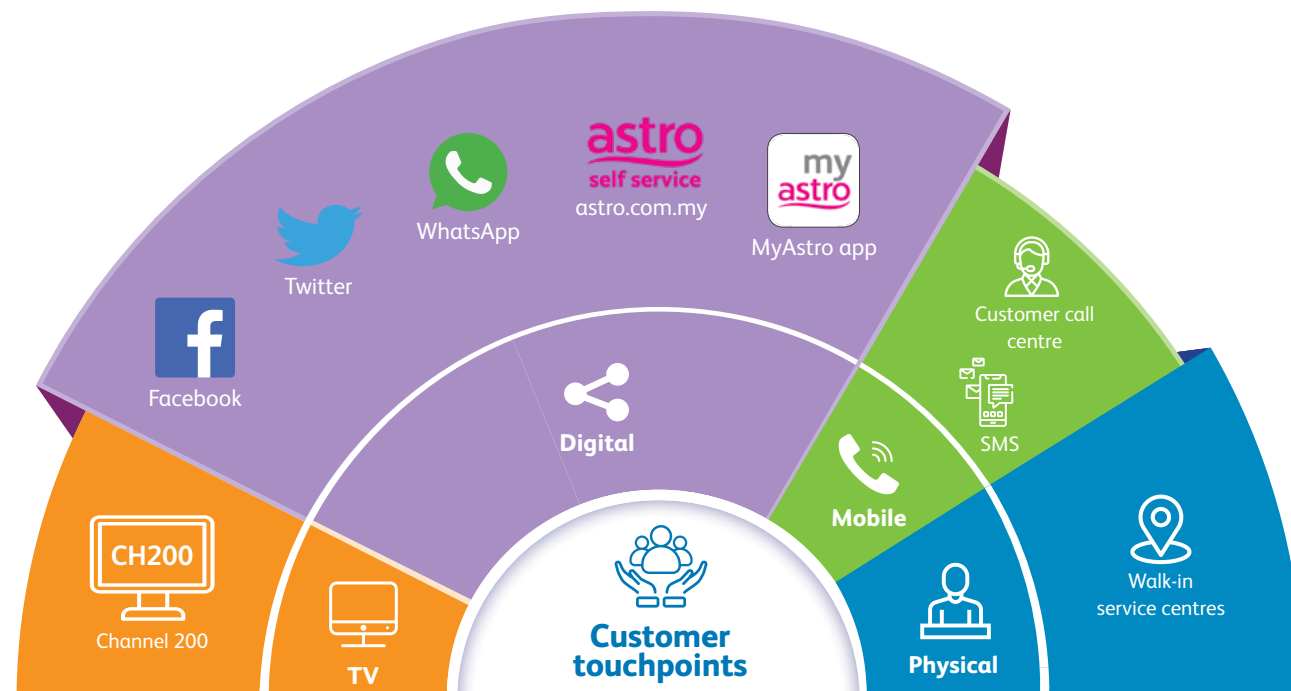 astro
self service
astro.com.my
my
astro
MyAstro app
WhatsApp
Twitter
Facebook
Customer call
centre
SMS
Digital
Mobile
CH200
Channel 200
TV
Walk-in
service centres
Physical
Customer
touchpoints